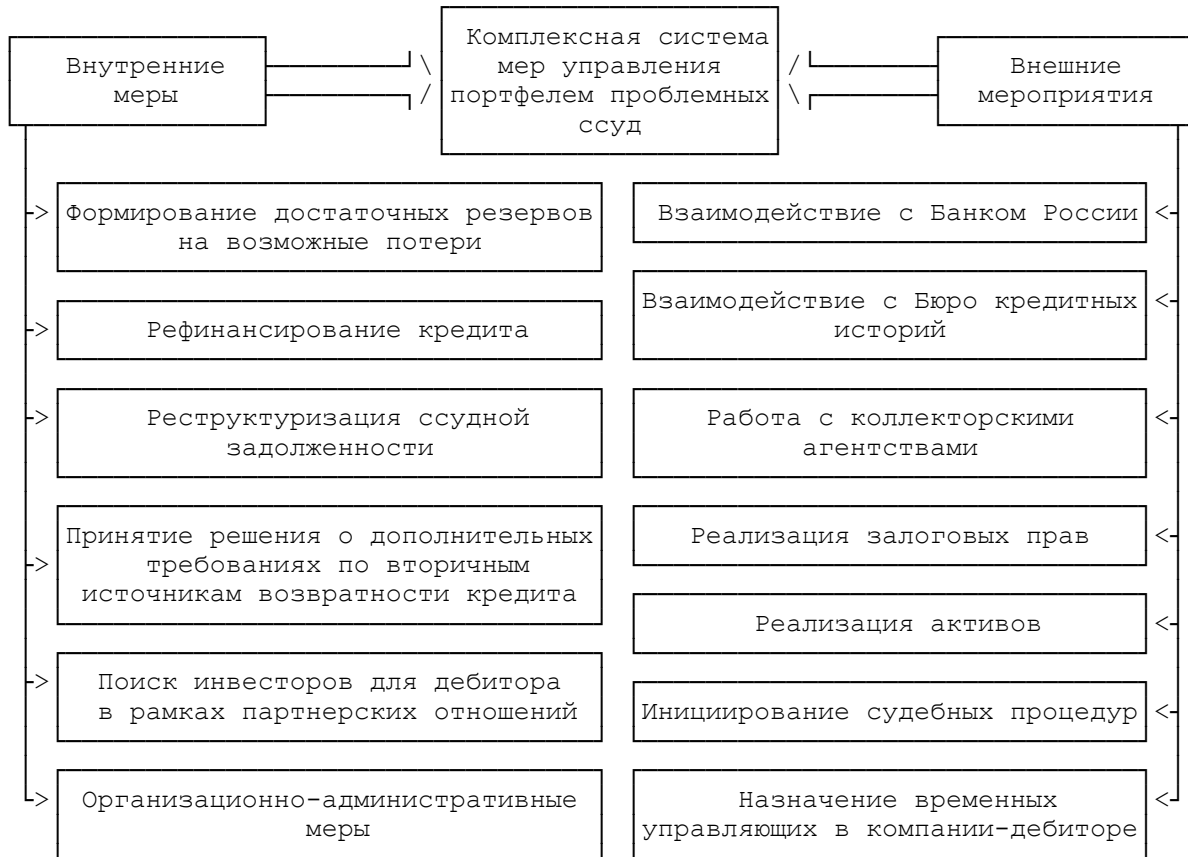 Комплексная система
мер управления
портфелем проблемных
ссуд
Внутренние
меры
Внешние
мероприятия
Формирование достаточных резервов
на возможные потери
Рефинансирование кредита
Реструктуризация ссудной
задолженности
Принятие решения о дополнительных
требованиях по вторичным
источникам возвратности кредита
Поиск инвесторов для дебитора
в рамках партнерских отношений
Организационно-административные
меры
Взаимодействие с Банком России
Взаимодействие с Бюро кредитных
историй
Работа с коллекторскими
агентствами
Реализация залоговых прав
Реализация активов
Инициирование судебных процедур
Назначение временных
управляющих в компании-дебиторе